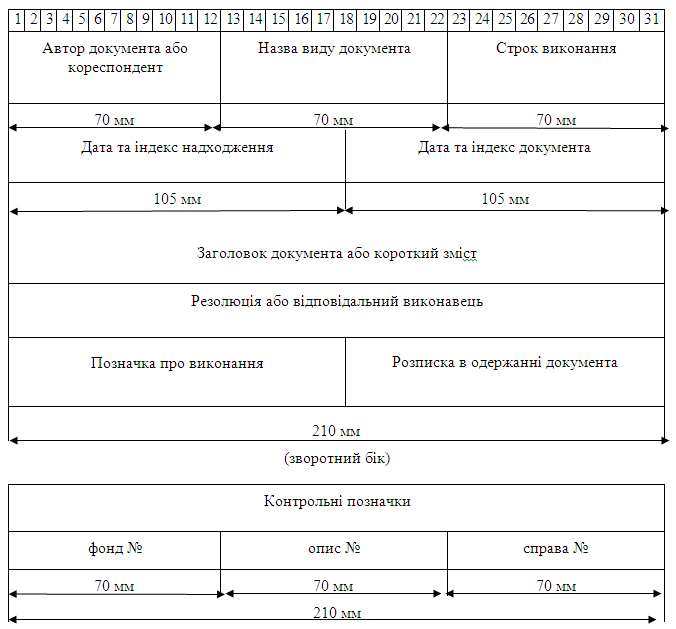 1 2 3 4 5 6 7 8 9 10 11 12 13 14 15 16 17 18 19 20 21 22 23 24 25 26 27 28 29 30 31
Автор документа або Назва виду документа Строк виконання
кореспондент
70 мм 70 мм 70 мм
Дата та індекс надходження Дата та індекс документа
105 мм 105 мм
Заголовок документа або короткий зміст
Резолюція або відповідальний виконавець
Позначка про виконання Розписка в одержанні документа
210 мм
(зворотний бік)
Контрольні позначки
фонд № опис № справа №
70 мм 70 мм 70 мм
210 мм